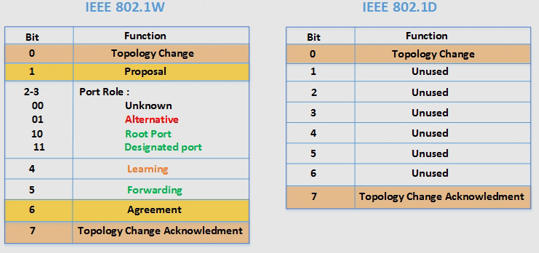 IEEE 802.1W
Bit Function
0 Topology Change
1 Proposal
2-3 Port Role :
00 Unknown
01 Alternative
10 Root Port
11 Designated port
4 Learning
5 Forwarding
6 Agreement
7 Topology Change Acknowledment
IEEE 802.1D
Bit Function
0 Topology Change
1 Unused
2 Unused
3 Unused
4 Unused
5 Unused
6 Unused
7 Topology Change Acknowledment